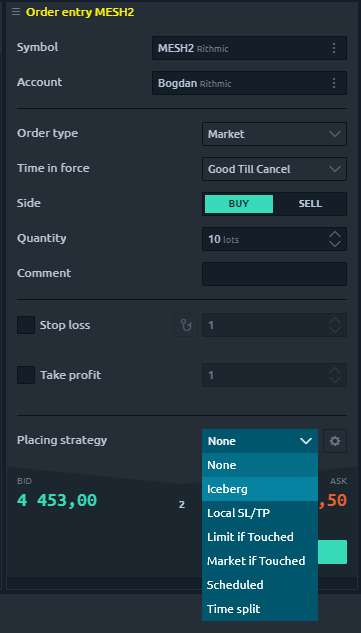 Order entry MESH2
Symbol MESH2 Rithmic
Account Bogdan Rithmic
Order type Market
Time in force Good Till Cancel
Side BUY SELL
Quantity 10 lots
Comment
Stop loss 1
Take profit 1
Placing strategy None
None
Iceberg
Local SL/TP
Limit if Touched
Market if Touched
Scheduled
Time split
BID ASK
4 453,00 2 ,50